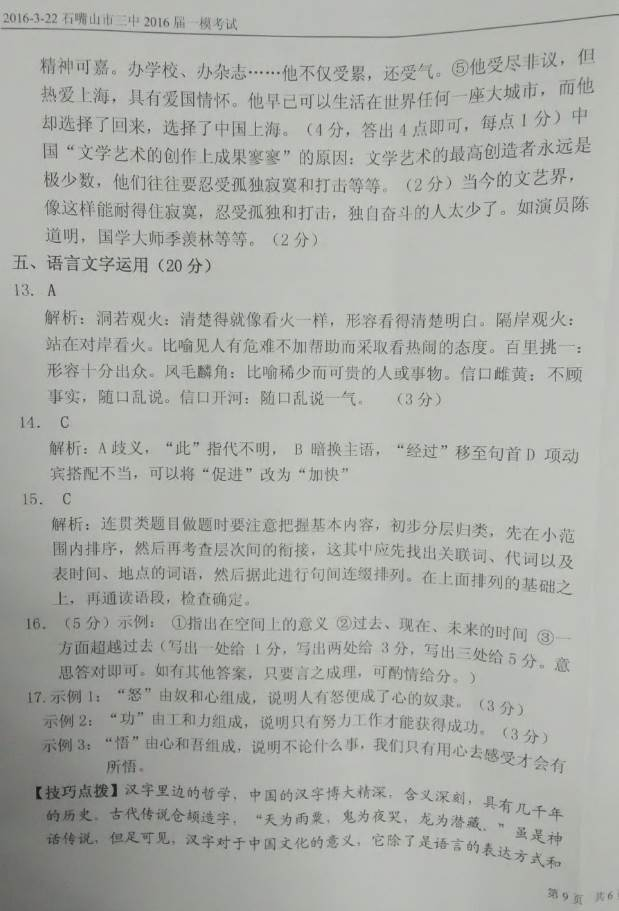 2016-3-22 石嘴山市三中 2016 届一模考试
精神可嘉。办学校、办杂志……他不仅受累，还受气。⑤他受尽非议，但
热爱上海，具有爱国情怀。他早已可以生活在世界任何一座大城市，而他
却选择了回来，选择了中国上海。（4 分，答出 4 点即可，每点 1 分）中
国“文学艺术的创作上成果寥寥”的原因：文学艺术的最高创造者永远是
极少数，他们往往要忍受孤独寂寞和打击等等。（2 分）当今的文艺界，
像这样能耐得住寂寞，忍受孤独和打击，独自奋斗的人太少了。如演员陈
道明，国学大师季羡林等等。（2 分）
五、语言文字运用（20 分）
13. A
解析：洞若观火：清楚得就像看火一样，形容看得清楚明白。隔岸观火：
站在对岸看火。比喻见人有危难不加帮助而采取看热闹的态度。百里挑一：
形容十分出众。凤毛麟角：比喻稀少而可贵的人或事物。信口雌黄：不顾
事实，随口乱说。信口开河：随口乱说一气。 （3 分）
14. C
解析：A 歧义，“此”指代不明， B 暗换主语，“经过”移至句首 D 项动
宾搭配不当，可以将“促进”改为“加快”
15. C
解析：连贯类题目做题时要注意把握基本内容，初步分层归类，先在小范
围内排序，然后再考查层次间的衔接，这其中应先找出关联词、代词以及
表时间、地点的词语，然后据此进行句间连缀排列。在上面排列的基础之
上，再通读语段，检查确定。
16. （5 分）示例： ①指出在空间上的意义 ②过去、现在、未来的时间 ③一
方面超越过去（写出一处给 1 分，写出两处给 3 分，写出三处给 5 分。意
思答对即可。如有其他答案，只要言之成理，可酌情给分。）
17. 示例 1：“怒”由奴和心组成，说明人有怒便成了心的奴隶。（3 分）
示例 2：“功”由工和力组成，说明只有努力工作才能获得成功。（3 分）
示例 3：“悟”由心和吾组成，说明不论什么事，我们只有用心去感受才会有
所悟。
【技巧点拨】汉字里边的哲学，中国的汉字博大精深，含义深刻，具有几千年
的历史。古代传说仓颉造字，“天为雨粟，鬼为夜哭，龙为潜藏。”虽是神
话传说，但足可见，汉字对于中国文化的意义，它除了是语言的表达方式和
第 9 页 共 6